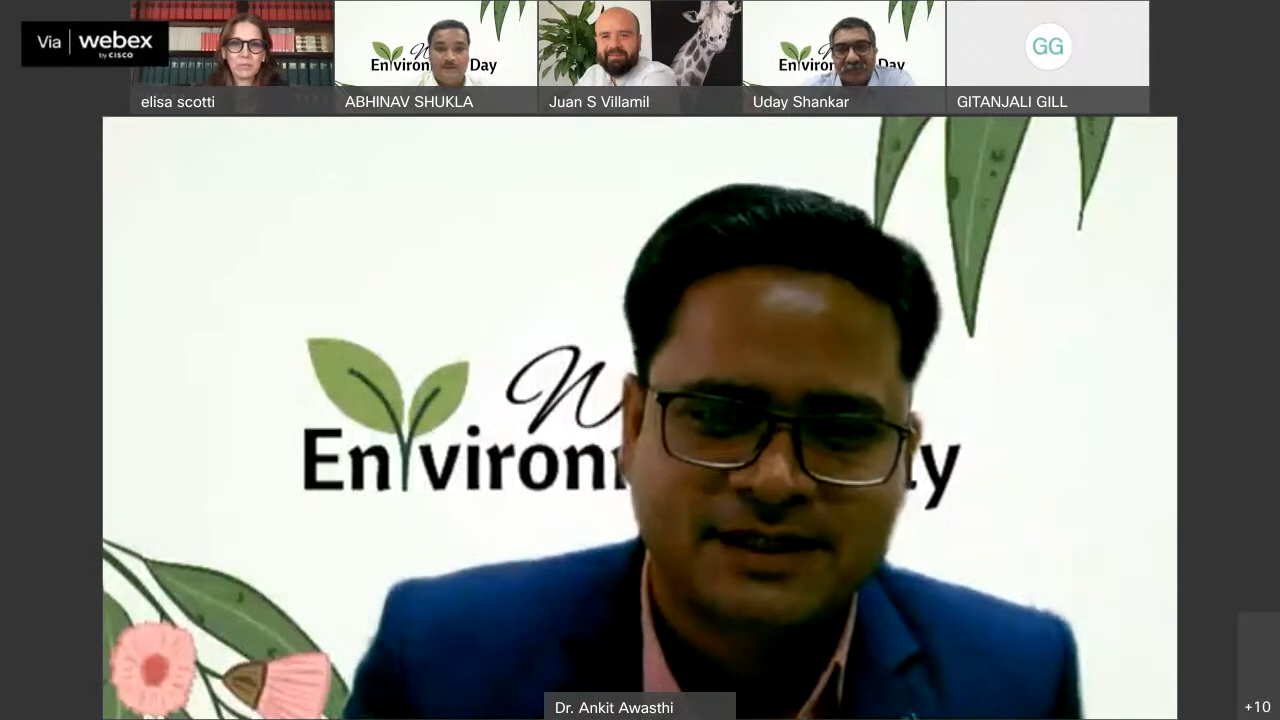 Via webex
by CISCO
elisa scotti
ABHINAV SHUKLA
Juan S Villamil
Uday Shankar
GG
GITANJALI GILL
Day
Dr. Ankit Awasthi
+10